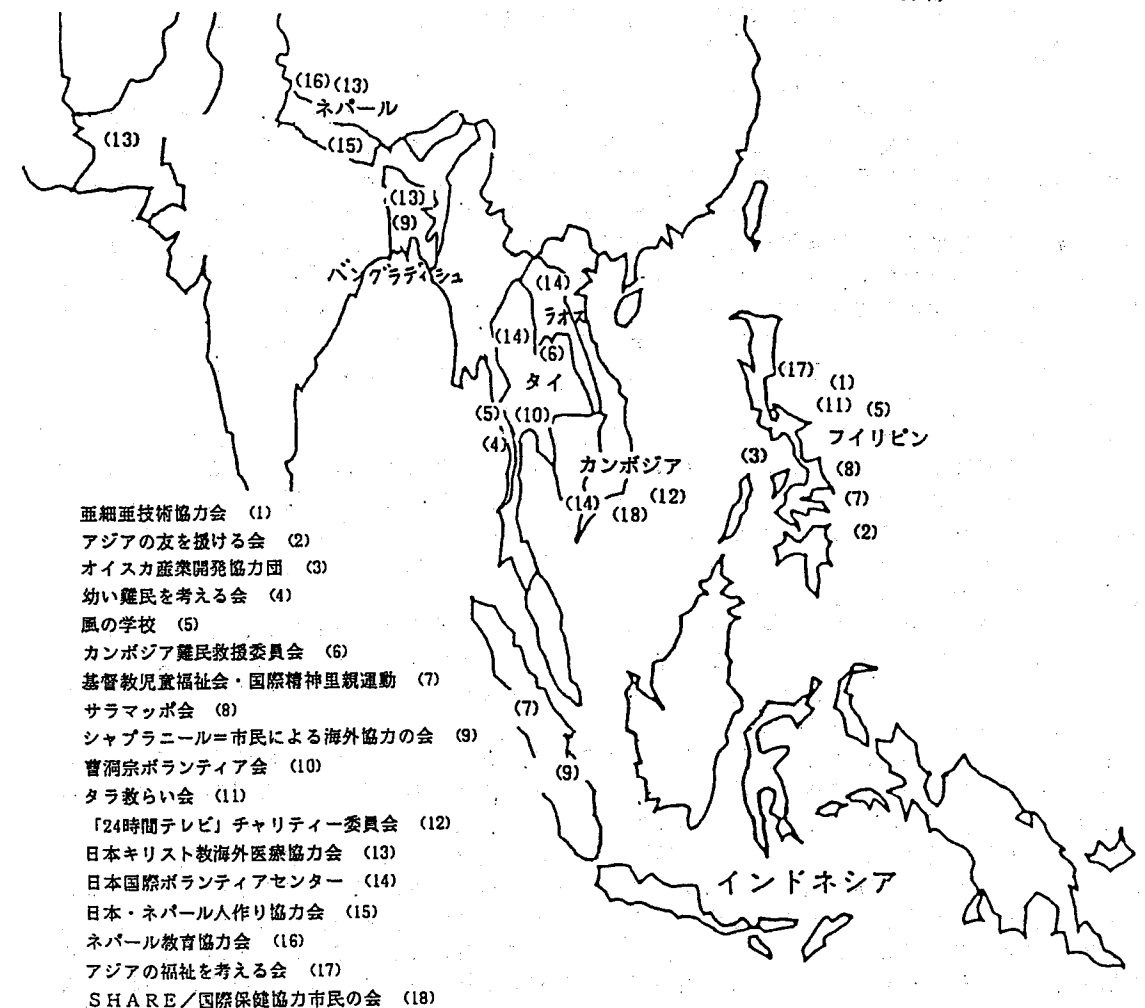 (16)(13)
ネパール
(13)
(15)
(13)
(9)
バングラディシュ
(14)
ラオス
(14)
(6)
タイ
(5) (10)
(4)
(17) (1)
(11) (5)
フイリピン
(3)
(8)
(7)
(2)
カンボジア
(14) (12)
(18)
亜細亜技術協力会 (1)
アジアの友を援ける会 (2)
オイスカ産業開発協力団 (3)
幼い難民を考える会 (4)
風の学校 (5)
カンボジア難民救援委員会 (6)
基督教児童福祉会・国際精神里親運動 (7)
サラマッポ会 (8)
シャプラニール=市民による海外協力の会 (9)
曹洞宗ボランティア会 (10)
タラ救らい会 (11)
「24時間テレビ」チャリティー委員会 (12)
日本キリスト教海外医療協力会 (13)
日本国際ボランティアセンター (14)
日本・ネパール人作り協力会 (15)
ネパール教育協力会 (16)
アジアの福祉を考える会 (17)
SHARE/国際保健協力市民の会 (18)
(7)
(9)
インドネシア